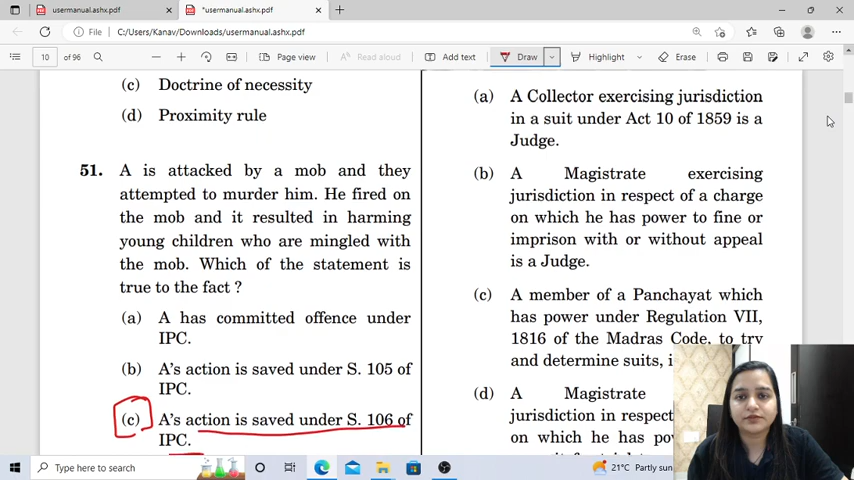 usermanual.ashx.pdf
*usermanual.ashx.pdf
File
C:/Users/Kanav/Downloads/usermanual.ashx.pdf
10
of 96
Page view
Read aloud
Add text
Draw
Highlight
Erase
(c) Doctrine of necessity
(d) Proximity rule
51. A is attacked by a mob and they
attempted to murder him. He fired on
the mob and it resulted in harming
young children who are mingled with
the mob. Which of the statement is
true to the fact ?
(a) A has committed offence under
IPC.
(b) A's action is saved under S. 105 of
IPC.
(c) A's action is saved under S. 106 of
IPC.
(a) A Collector exercising jurisdiction
in a suit under Act 10 of 1859 is a
Judge.
(b) A Magistrate exercising
jurisdiction in respect of a charge
on which he has power to fine or
imprison with or without appeal
is a Judge.
(c) A member of a Panchayat which
has power under Regulation VII,
1816 of the Madras Code, to try
and determine suits,
(d) A Magistrate
jurisdiction in respect
on which he has
Type here to search
21°C Partly sun